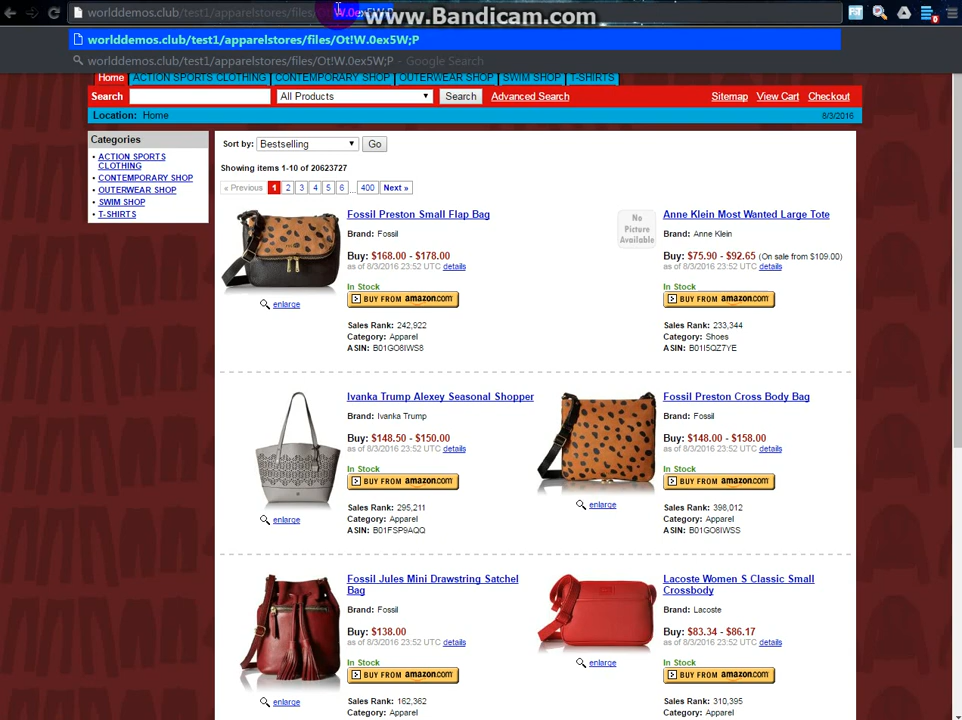 worlddemos.club/test1/apparelstores/files/
www.Bandicam.com
worlddemos.club/test1/apparelstores/files/Ot!W.0ex5W;P
worlddemos.club/test1/apparelstores/files/Ot!W.0ex5W;P - Google Search
Home ACTION SPORTS CLOTHING CONTEMPORARY SHOP OUTERWEAR SHOP SWIM SHOP T-SHIRTS
Search All Products Search Advanced Search Sitemap View Cart Checkout
Location: Home 8/3/2016
Categories
• ACTION SPORTS
CLOTHING
• CONTEMPORARY SHOP
• OUTERWEAR SHOP
• SWIM SHOP
• T-SHIRTS
Sort by: Bestselling Go
Showing items 1-10 of 20623727
« Previous 1 2 3 4 5 6 ... 400 Next »
Fossil Preston Small Flap Bag
Brand: Fossil
Buy: $168.00 - $178.00
as of 8/3/2016 23:52 UTC details
In Stock
BUY FROM amazon.com
enlarge
Sales Rank: 242,922
Category: Apparel
ASIN: B01GO8IWS8
No
Picture
Available
Anne Klein Most Wanted Large Tote
Brand: Anne Klein
Buy: $75.90 - $92.65 (On sale from $109.00)
as of 8/3/2016 23:52 UTC details
In Stock
BUY FROM amazon.com
Sales Rank: 233,344
Category: Shoes
ASIN: B01I5QZ7YE
Ivanka Trump Alexey Seasonal Shopper
Brand: Ivanka Trump
Buy: $148.50 - $150.00
as of 8/3/2016 23:52 UTC details
In Stock
BUY FROM amazon.com
enlarge
Sales Rank: 295,211
Category: Apparel
ASIN: B01FSP9AQQ
Fossil Preston Cross Body Bag
Brand: Fossil
Buy: $148.00 - $158.00
as of 8/3/2016 23:52 UTC details
In Stock
BUY FROM amazon.com
enlarge
Sales Rank: 398,012
Category: Apparel
ASIN: B01GO8IWSS
Fossil Jules Mini Drawstring Satchel
Bag
Brand: Fossil
Buy: $138.00
as of 8/3/2016 23:52 UTC details
In Stock
BUY FROM amazon.com
enlarge
Sales Rank: 162,362
Category: Apparel
Lacoste Women S Classic Small
Crossbody
Brand: Lacoste
Buy: $83.34 - $86.17
as of 8/3/2016 23:52 UTC details
In Stock
BUY FROM amazon.com
enlarge
Sales Rank: 310,395
Category: Apparel